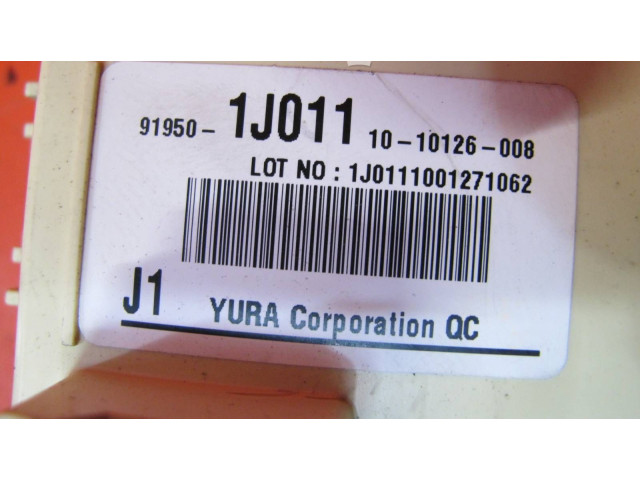 91950- 1J011 10-10126-008
LOT NO : 1J0111001271062
J1 YURA Corporation QC